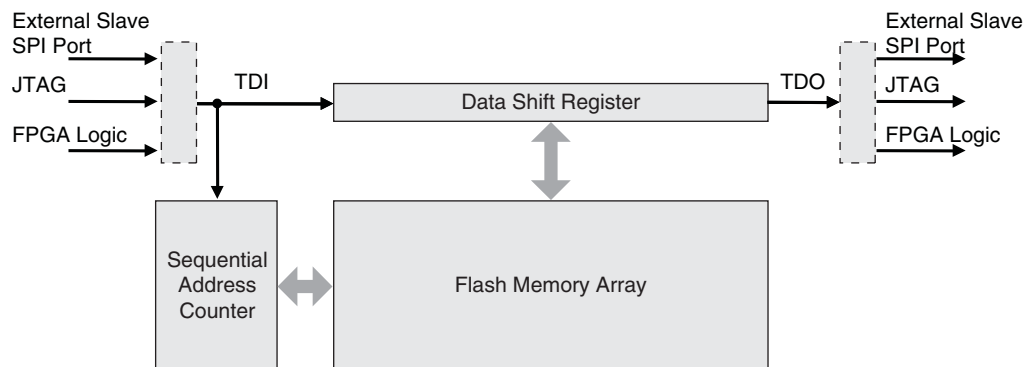 External Slave
SPI Port
JTAG
FPGA Logic
TDI
Data Shift Register
TDO
External Slave
SPI Port
JTAG
FPGA Logic
Sequential
Address
Counter
Flash Memory Array